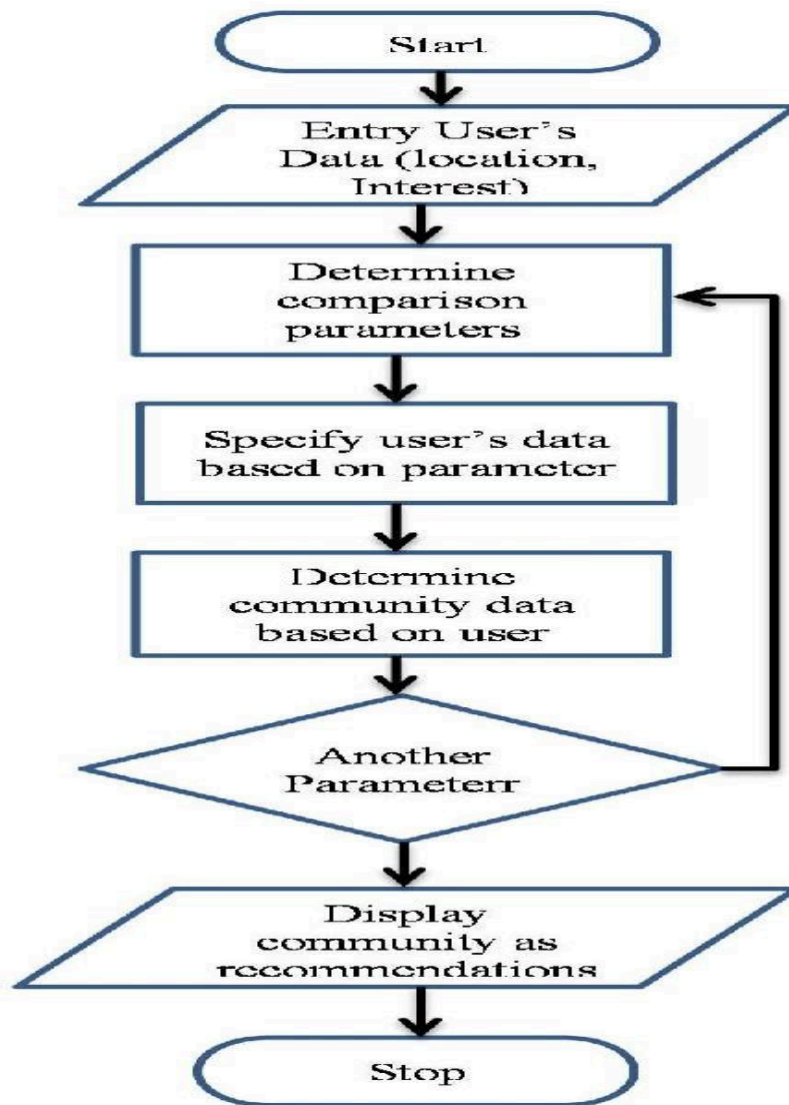 Start
Entry User's
Data (location,
Interest)
Determine
comparison
parameters
Specify user's data
based on parameter
Determine
community data
based on user
Another
Parameterr
Display
community as
recommendations
Stop